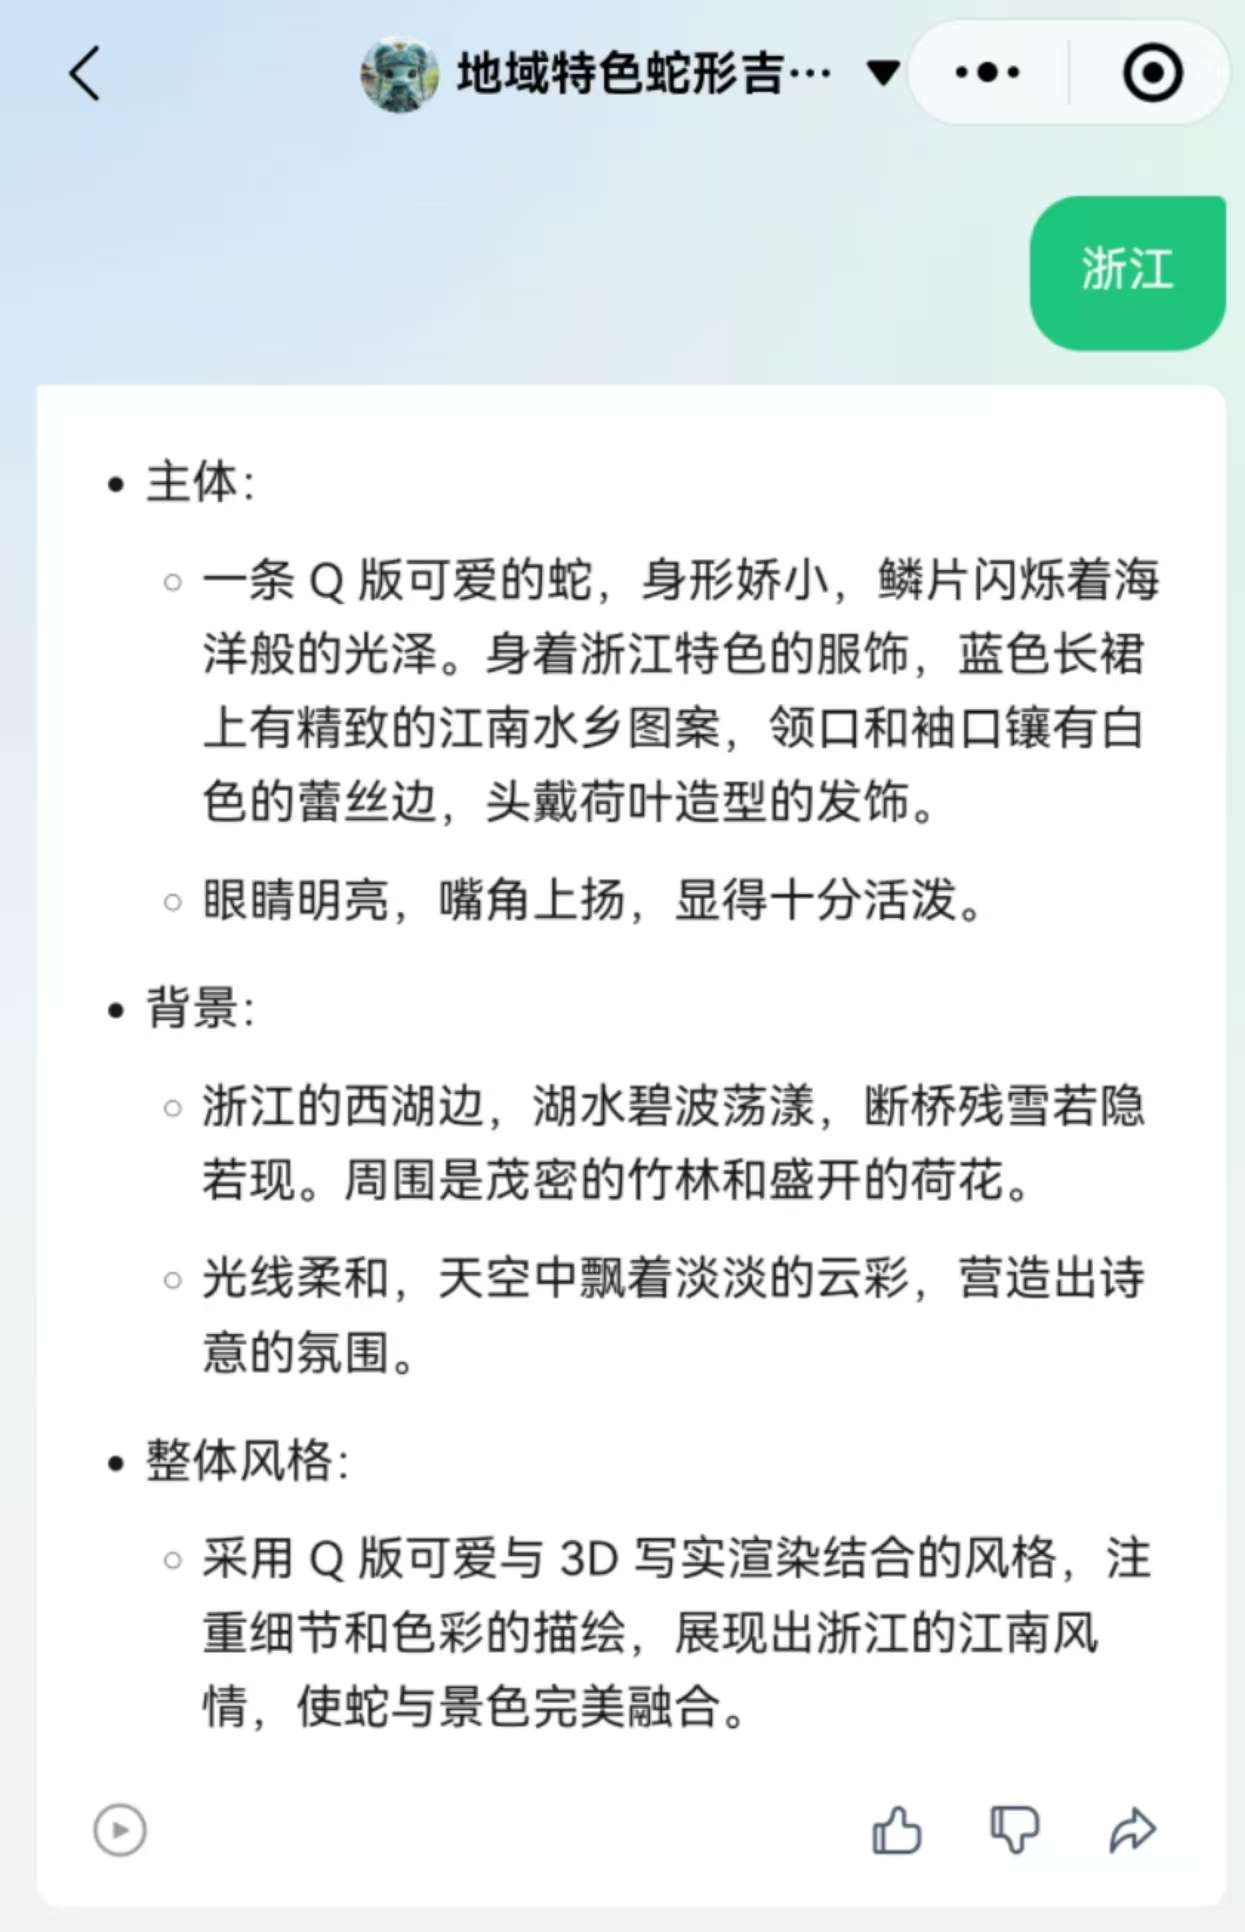 地域特色蛇形吉…
浙江
主体：
一条 Q 版可爱的蛇，身形娇小，鳞片闪烁着海
洋般的光泽。身着浙江特色的服饰，蓝色长裙
上有精致的江南水乡图案，领口和袖口镶有白
色的蕾丝边，头戴荷叶造型的发饰。
眼睛明亮，嘴角上扬，显得十分活泼。
背景：
浙江的西湖边，湖水碧波荡漾，断桥残雪若隐
若现。周围是茂密的竹林和盛开的荷花。
光线柔和，天空中飘着淡淡的云彩，营造出诗
意的氛围。
整体风格：
采用 Q 版可爱与 3D 写实渲染结合的风格，注
重细节和色彩的描绘，展现出浙江的江南风
情，使蛇与景色完美融合。